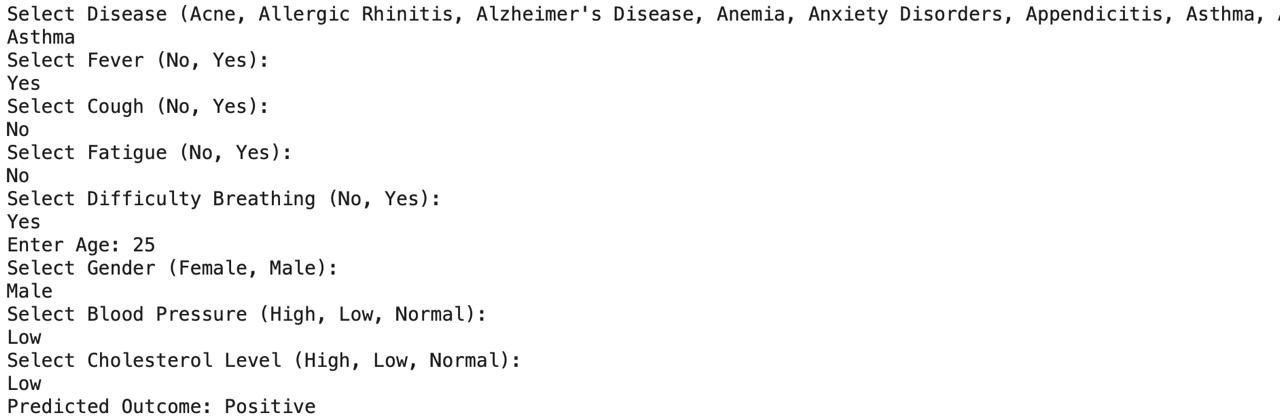 Select Disease (Acne, Allergic Rhinitis, Alzheimer's Disease, Anemia, Anxiety Disorders, Appendicitis, Asthma,
Asthma
Select Fever (No, Yes):
Yes
Select Cough (No, Yes):
No
Select Fatigue (No, Yes):
No
Select Difficulty Breathing (No, Yes):
Yes
Enter Age: 25
Select Gender (Female, Male):
Male
Select Blood Pressure (High, Low, Normal):
Low
Select Cholesterol Level (High, Low, Normal):
Low
Predicted Outcome: Positive